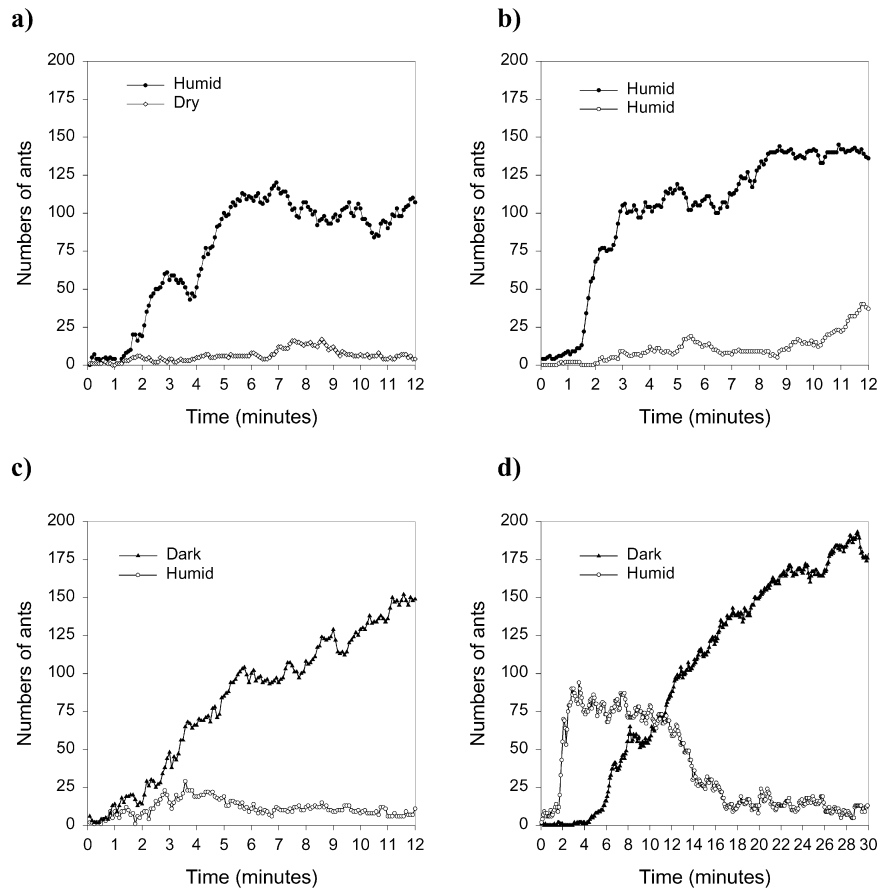 a)
200
175
150
125
100
75
50
25
0
Numbers of ants
Humid
Dry
0 1 2 3 4 5 6 7 8 9 10 11 12
Time (minutes)
b)
200
175
150
125
100
75
50
25
0
Numbers of ants
Humid
Humid
0 1 2 3 4 5 6 7 8 9 10 11 12
Time (minutes)
c)
200
175
150
125
100
75
50
25
0
Numbers of ants
Dark
Humid
0 1 2 3 4 5 6 7 8 9 10 11 12
Time (minutes)
d)
200
175
150
125
100
75
50
25
0
Numbers of ants
Dark
Humid
0 2 4 6 8 10 12 14 16 18 20 22 24 26 28 30
Time (minutes)